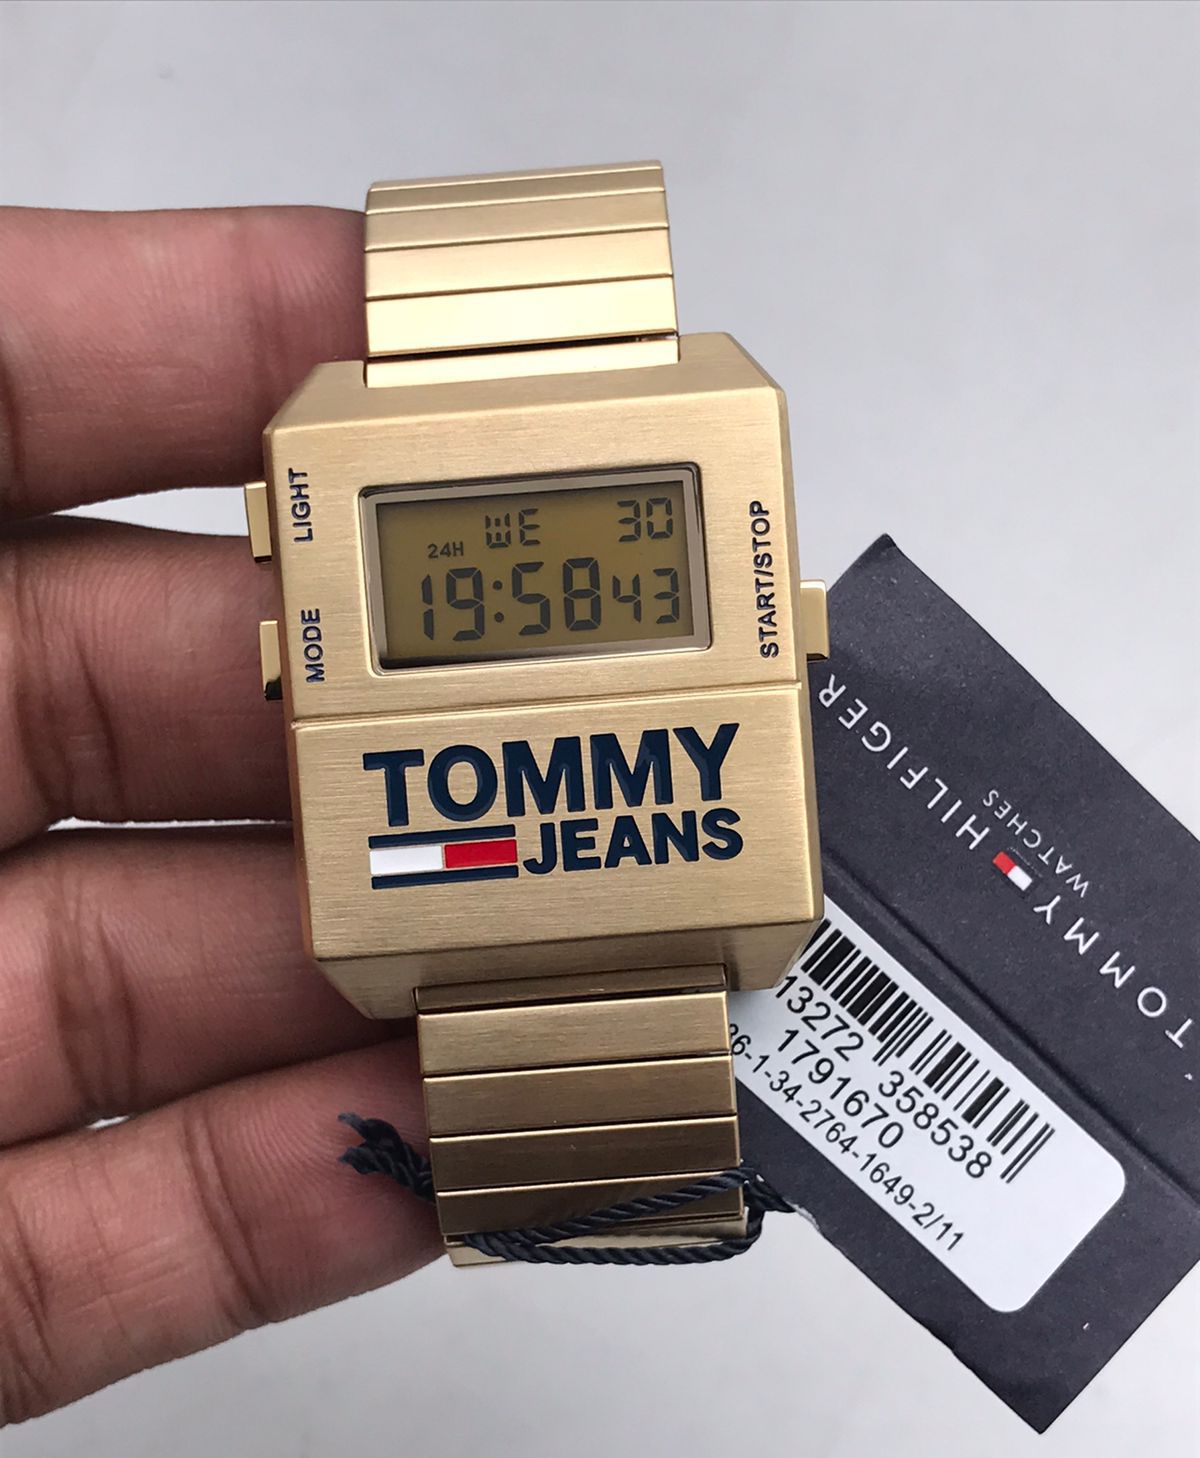 LIGHT
MODE
START/STOP
WE 30
24H
19:58 43
TOMMY
JEANS
TOMMY HILFIGER
WATCHES
13272 358538
1791670
86-1-34-2764-1649-2/11